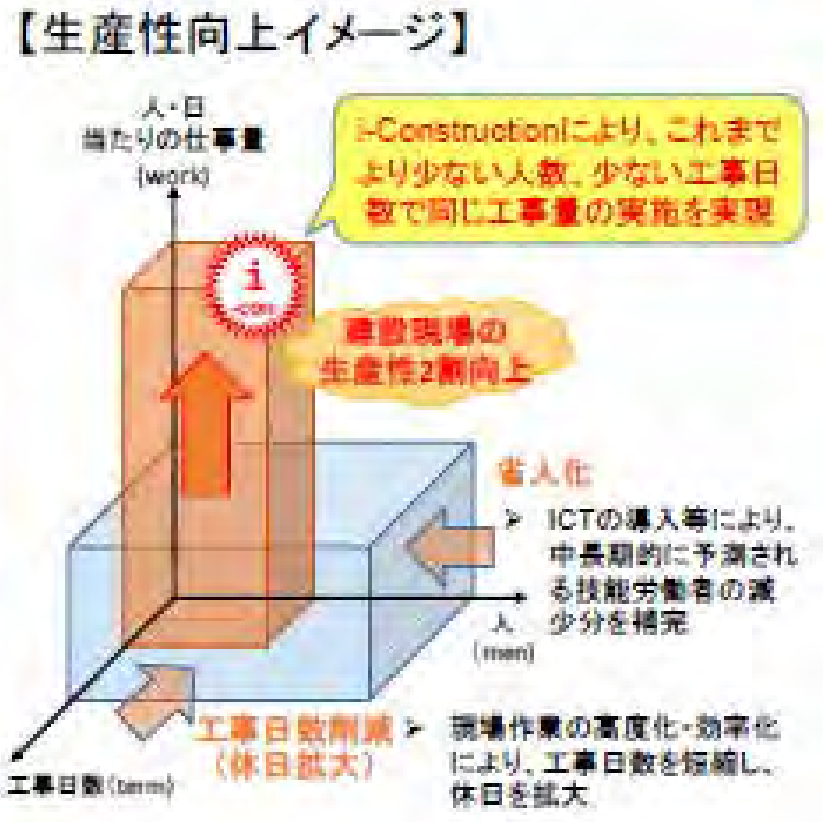 【生産性向上イメージ】
人・日
当たりの仕事量
(work)
i-Constructionにより、これまで
より少ない人数、少ない工事日
数で同じ工事量の実施を実現
i
-con
建設現場の
生産性2割向上
省人化
➢ ICTの導入等により、
中長期的に予測され
る技能労働者の減
少分を補完
人
(men)
工事日数削減
（休日拡大）
➢ 現場作業の高度化・効率化
により、工事日数を短縮し、
休日を拡大
工事日数(term)